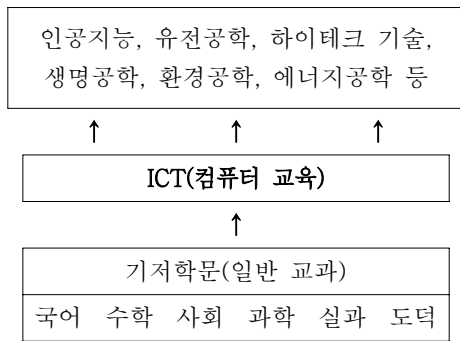 인공지능, 유전공학, 하이테크 기술,
생명공학, 환경공학, 에너지공학 등
↑ ↑ ↑
ICT(컴퓨터 교육)
↑
기저학문(일반 교과)
국어 수학 사회 과학 실과 도덕